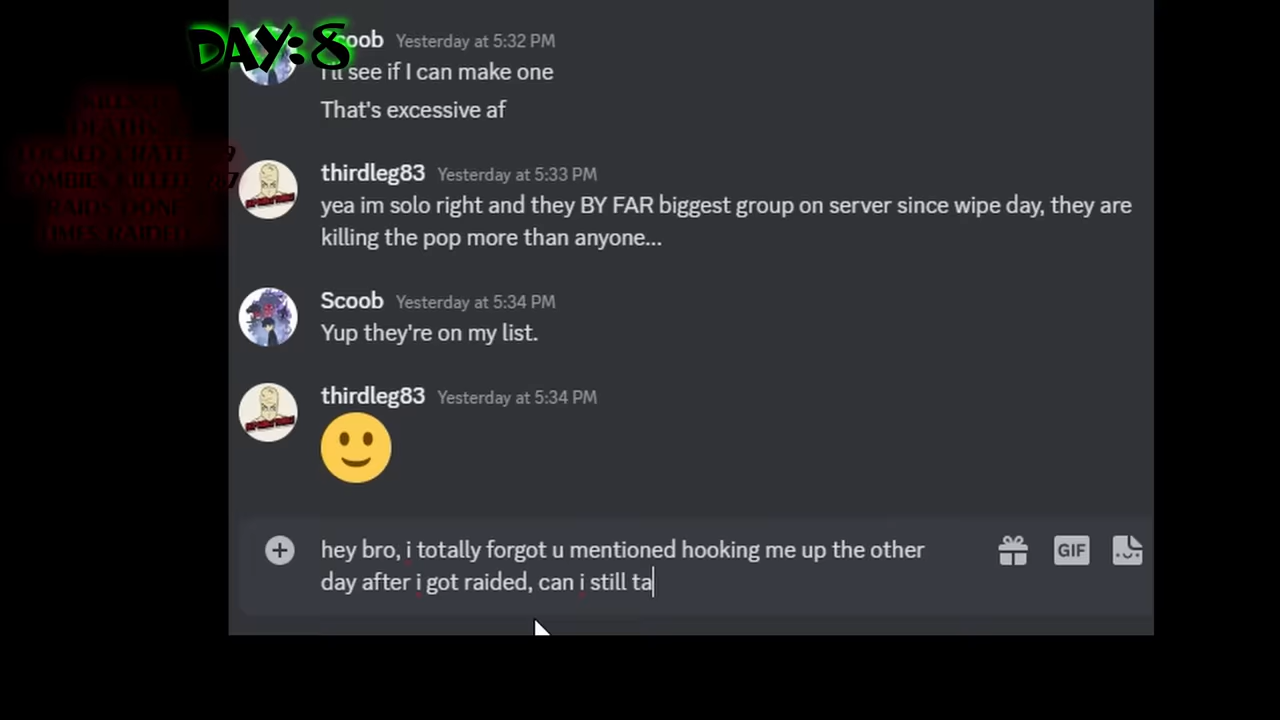 DAY:8
Scoob Yesterday at 5:32 PM
I'll see if I can make one
That's excessive af
thirdleg83 Yesterday at 5:33 PM
yea im solo right and they BY FAR biggest group on server since wipe day, they are
killing the pop more than anyone...
Scoob Yesterday at 5:34 PM
Yup they're on my list.
thirdleg83 Yesterday at 5:34 PM
hey bro, i totally forgot u mentioned hooking me up the other
day after i got raided, can i still ta
GIF